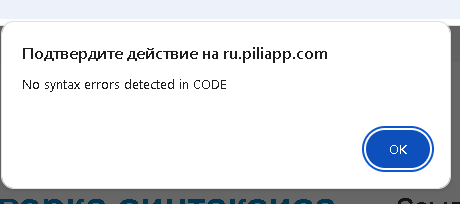 Подтвердите действие на ru.piliapp.com
No syntax errors detected in CODE
OK